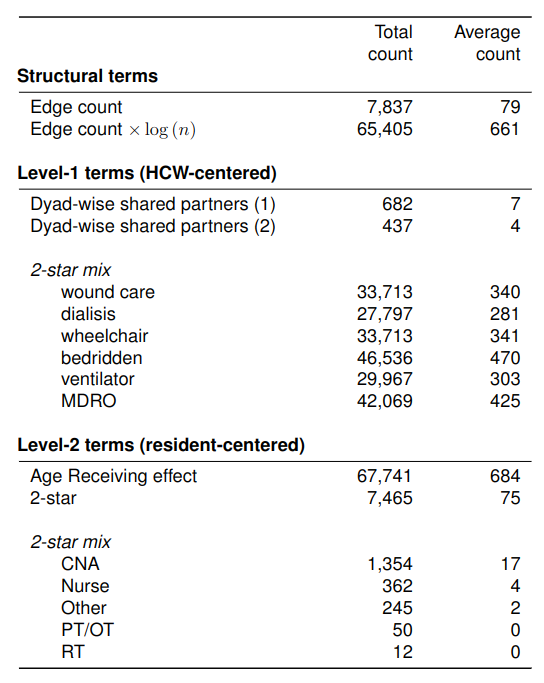 Total Average
count count
Structural terms
Edge count 7,837 79
Edge count × log (n) 65,405 661
Level-1 terms (HCW-centered)
Dyad-wise shared partners (1) 682 7
Dyad-wise shared partners (2) 437 4
2-star mix
wound care 33,713 340
dialisis 27,797 281
wheelchair 33,713 341
bedridden 46,536 470
ventilator 29,967 303
MDRO 42,069 425
Level-2 terms (resident-centered)
Age Receiving effect 67,741 684
2-star 7,465 75
2-star mix
CNA 1,354 17
Nurse 362 4
Other 245 2
PT/OT 50 0
RT 12 0